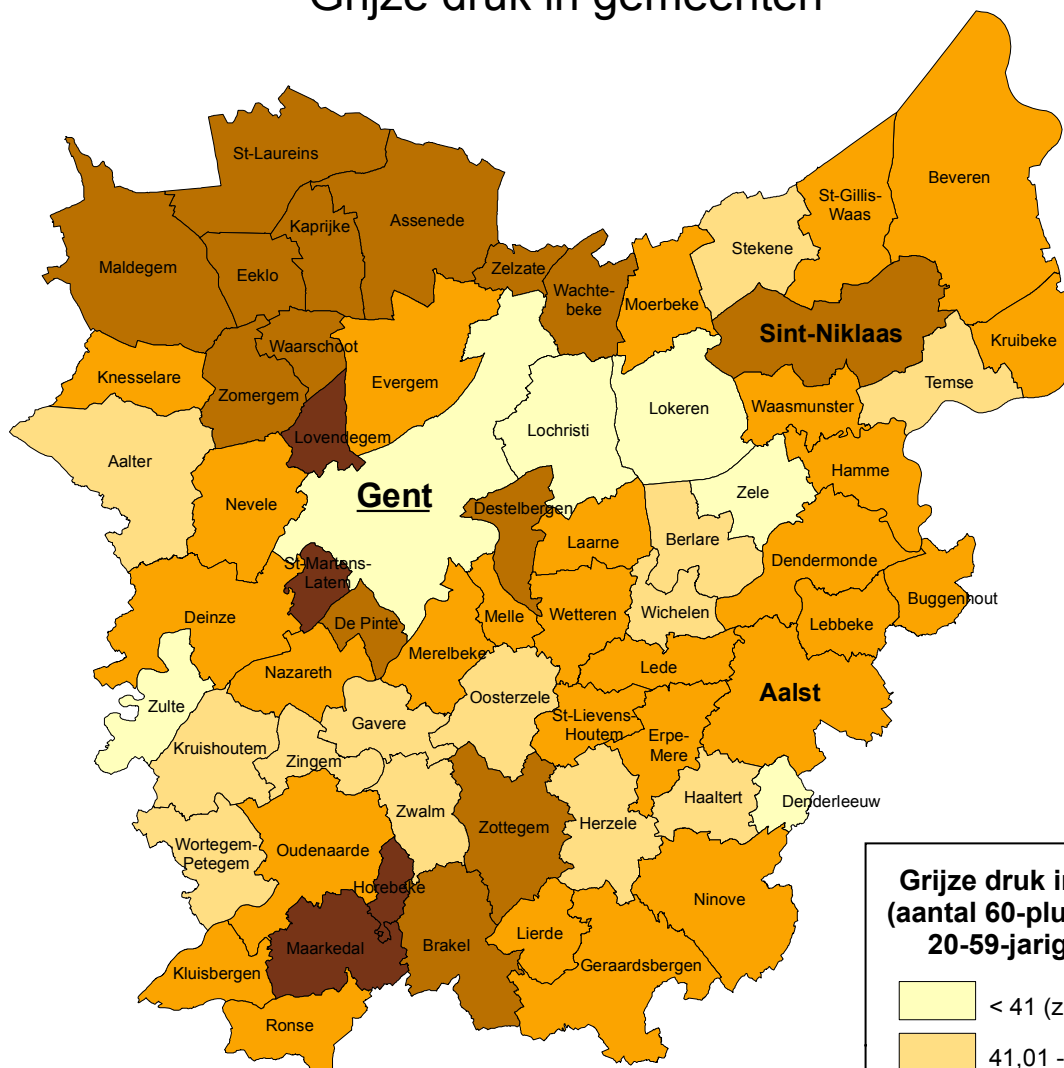 Grijze druk in gemeenten
Beveren
St-Laureins
St-Gillis-
Waas
Assenede
Kaprijke
Stekene
Maldegem
Eeklo
Zelzate
Wachte-
beke
Moerbeke
Sint-Niklaas
Kruibeke
Waarschoot
Knesselare
Evergem
Temse
Zomergem
Waasmunster
Lokeren
Lochristi
Lovendegem
Aalter
Hamme
Gent
Zele
Nevele
Destelbergen
Berlare
Laarne
Dendermonde
St-Martens-
Latem
Buggenhout
Wichelen
Wetteren
Melle
Deinze
De Pinte
Lebbeke
Merelbeke
Lede
Nazareth
Aalst
Oosterzele
Zulte
St-Lievens-
Houtem
Gavere
Erpe-
Mere
Kruishoutem
Zingem
Haaltert
Denderleeuw
Zwalm
Herzele
Zottegem
Wortegem-
Petegem
Oudenaarde
Horebeke
Ninove
Lierde
Brakel
Maarkedal
Geraardsbergen
Kluisbergen
Ronse
Grijze druk i
(aantal 60-plu
20-59-jarig
< 41 (z
41,01 -